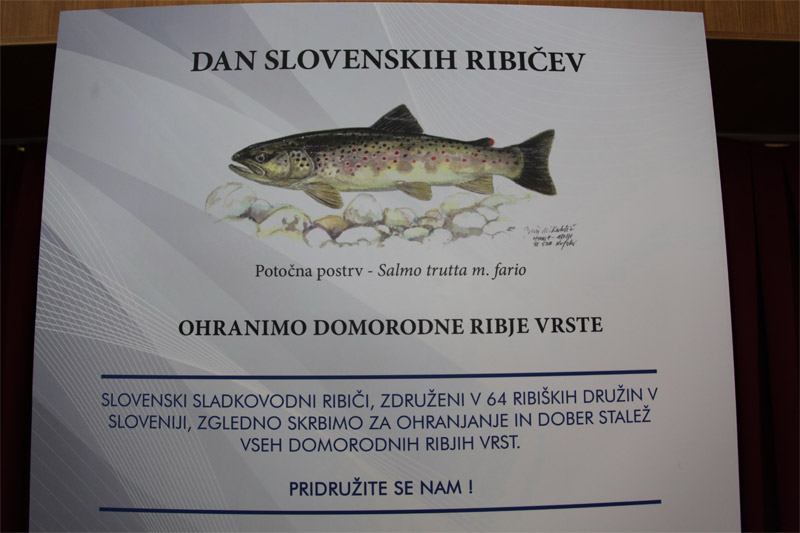 DAN SLOVENSKIH RIBIČEV
Potočna postrv - Salmo trutta m. fario
OHRANIMO DOMORODNE RIBJE VRSTE
SLOVENSKI SLADKOVODNI RIBIČI, ZDRUŽENI V 64 RIBIŠKIH DRUŽIN V
SLOVENIJI, ZGLEDNO SKRBIMO ZA OHRANJANJE IN DOBER STALEŽ
VSEH DOMORODNIH RIBJIH VRST.
PRIDRUŽITE SE NAM !